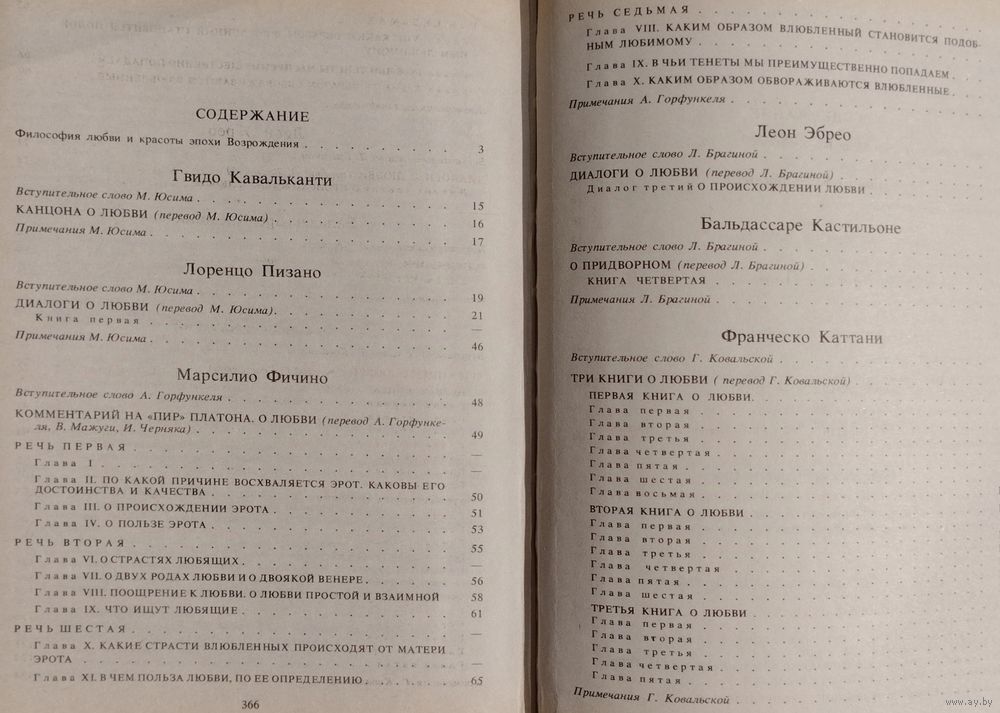 СОДЕРЖАНИЕ
Философия любви и красоты эпохи Возрождения . . . . . . . . . 3
Гвидо Кавальканти
Вступительное слово М. Юсима . . . . . . . . . 15
КАНЦОНА О ЛЮБВИ (перевод М. Юсима) . . . . . . . . . 16
Примечания М. Юсима . . . . . . . . . 17
Лоренцо Пизано
Вступительное слово М. Юсима . . . . . . . . . 19
ДИАЛОГИ О ЛЮБВИ (перевод М. Юсима) . . . . . . . . . 21
Книга первая . . . . . . . . . —
Примечания М. Юсима . . . . . . . . . 46
Марсилио Фичино
Вступительное слово А. Горфункеля . . . . . . . . . 48
КОММЕНТАРИЙ НА «ПИР» ПЛАТОНА. О ЛЮБВИ (перевод А. Горфунке-
ля, В. Мажуги, И. Черняка) . . . . . . . . . 49
РЕЧЬ ПЕРВАЯ . . . . . . . . . —
Глава I . . . . . . . . . —
Глава II. ПО КАКОЙ ПРИЧИНЕ ВОСХВАЛЯЕТСЯ ЭРОТ. КАКОВЫ ЕГО
ДОСТОИНСТВА И КАЧЕСТВА . . . . . . . . . 50
Глава III. О ПРОИСХОЖДЕНИИ ЭРОТА . . . . . . . . . 51
Глава IV. О ПОЛЬЗЕ ЭРОТА . . . . . . . . . 53
РЕЧЬ ВТОРАЯ . . . . . . . . . 55
Глава VI. О СТРАСТЯХ ЛЮБЯЩИХ . . . . . . . . . —
Глава VII. О ДВУХ РОДАХ ЛЮБВИ И О ДВОЯКОЙ ВЕНЕРЕ . . . . . . . . . 56
Глава VIII. ПООЩРЕНИЕ К ЛЮБВИ. О ЛЮБВИ ПРОСТОЙ И ВЗАИМНОЙ 58
Глава IX. ЧТО ИЩУТ ЛЮБЯЩИЕ . . . . . . . . . 61
РЕЧЬ ШЕСТАЯ . . . . . . . . . —
Глава X. КАКИЕ СТРАСТИ ВЛЮБЛЕННЫХ ПРОИСХОДЯТ ОТ МАТЕРИ
ЭРОТА . . . . . . . . . —
Глава XI. В ЧЕМ ПОЛЬЗА ЛЮБВИ, ПО ЕЕ ОПРЕДЕЛЕНИЮ . . . . . . . . . 65
366
РЕЧЬ СЕДЬМАЯ . . . . . . . . .
Глава VIII. КАКИМ ОБРАЗОМ ВЛЮБЛЕННЫЙ СТАНОВИТСЯ ПОДОБ-
НЫМ ЛЮБИМОМУ . . . . . . . . .
Глава IX. В ЧЬИ ТЕНЕТЫ МЫ ПРЕИМУЩЕСТВЕННО ПОПАДАЕМ .
Глава X. КАКИМ ОБРАЗОМ ОБВОРАЖИВАЮТСЯ ВЛЮБЛЕННЫЕ .
Примечания А. Горфункеля . . . . . . . . .
Леон Эбрео
Вступительное слово Л. Брагиной . . . . . . . . .
ДИАЛОГИ О ЛЮБВИ (перевод Л. Брагиной) . . . . . . . . .
Диалог третий О ПРОИСХОЖДЕНИИ ЛЮБВИ . . . . . . . . .
Бальдассаре Кастильоне
Вступительное слово Л. Брагиной . . . . . . . . .
О ПРИДВОРНОМ (перевод Л. Брагиной) . . . . . . . . .
КНИГА ЧЕТВЕРТАЯ . . . . . . . . .
Примечания Л. Брагиной . . . . . . . . .
Франческо Каттани
Вступительное слово Г. Ковальской . . . . . . . . .
ТРИ КНИГИ О ЛЮБВИ ( перевод Г. Ковальской) . . . . . . . . .
ПЕРВАЯ КНИГА О ЛЮБВИ.
Глава первая . . . . . . . . .
Глава вторая . . . . . . . . .
Глава третья . . . . . . . . .
Глава четвертая . . . . . . . . .
Глава пятая . . . . . . . . .
Глава шестая . . . . . . . . .
Глава восьмая . . . . . . . . .
ВТОРАЯ КНИГА О ЛЮБВИ . . . . . . . . .
Глава первая . . . . . . . . .
Глава вторая . . . . . . . . .
Глава третья . . . . . . . . .
Глава четвертая . . . . . . . . .
Глава пятая . . . . . . . . .
Глава шестая . . . . . . . . .
ТРЕТЬЯ КНИГА О ЛЮБВИ . . . . . . . . .
Глава первая . . . . . . . . .
Глава вторая . . . . . . . . .
Глава третья . . . . . . . . .
Глава четвертая . . . . . . . . .
Глава пятая . . . . . . . . .
Примечания Г. Ковальской . . . . . . . . .
www.ay.by